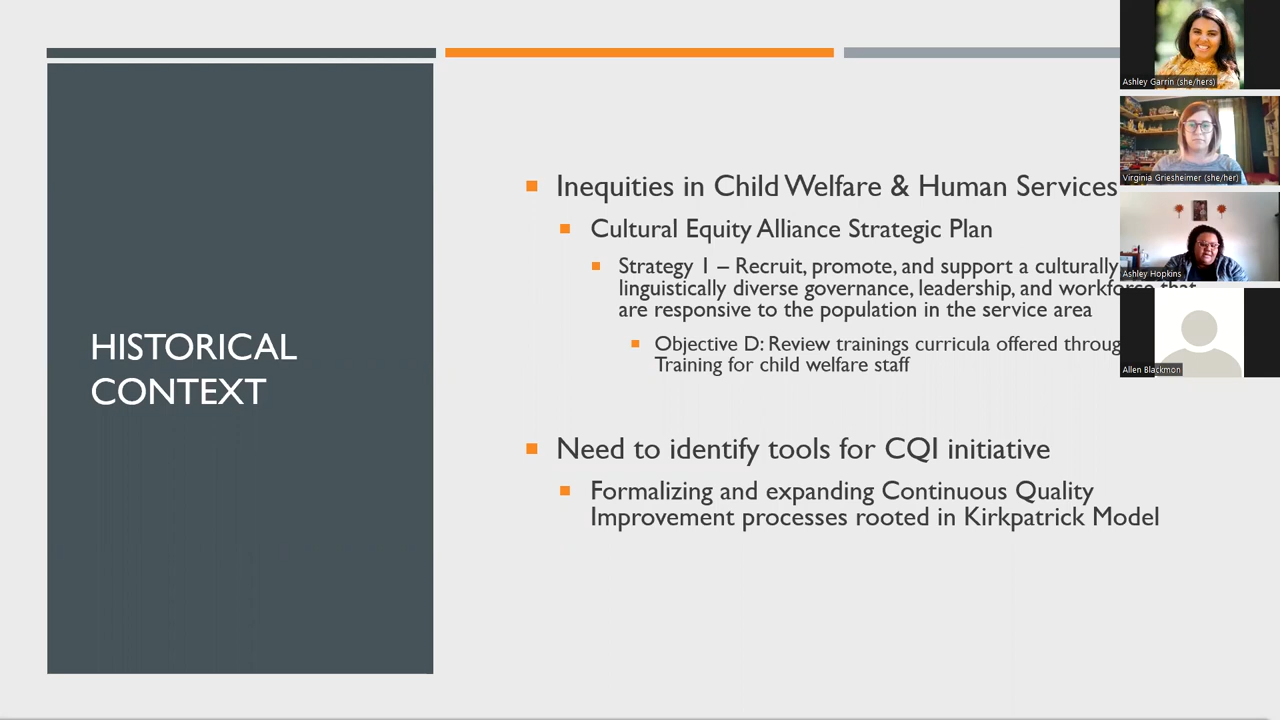 HISTORICAL
CONTEXT
Inequities in Child Welfare & Human Services
Cultural Equity Alliance Strategic Plan
Strategy 1 – Recruit, promote, and support a culturally
linguistically diverse governance, leadership, and workforce that
are responsive to the population in the service area
Objective D: Review trainings curricula offered
Training for child welfare staff
Need to identify tools for CQI initiative
Formalizing and expanding Continuous Quality
Improvement processes rooted in Kirkpatrick Model
Ashley Garrin (she/hers)
Virginia Griesheimer (she/her)
Ashley Hopkins
Allen Blackmon